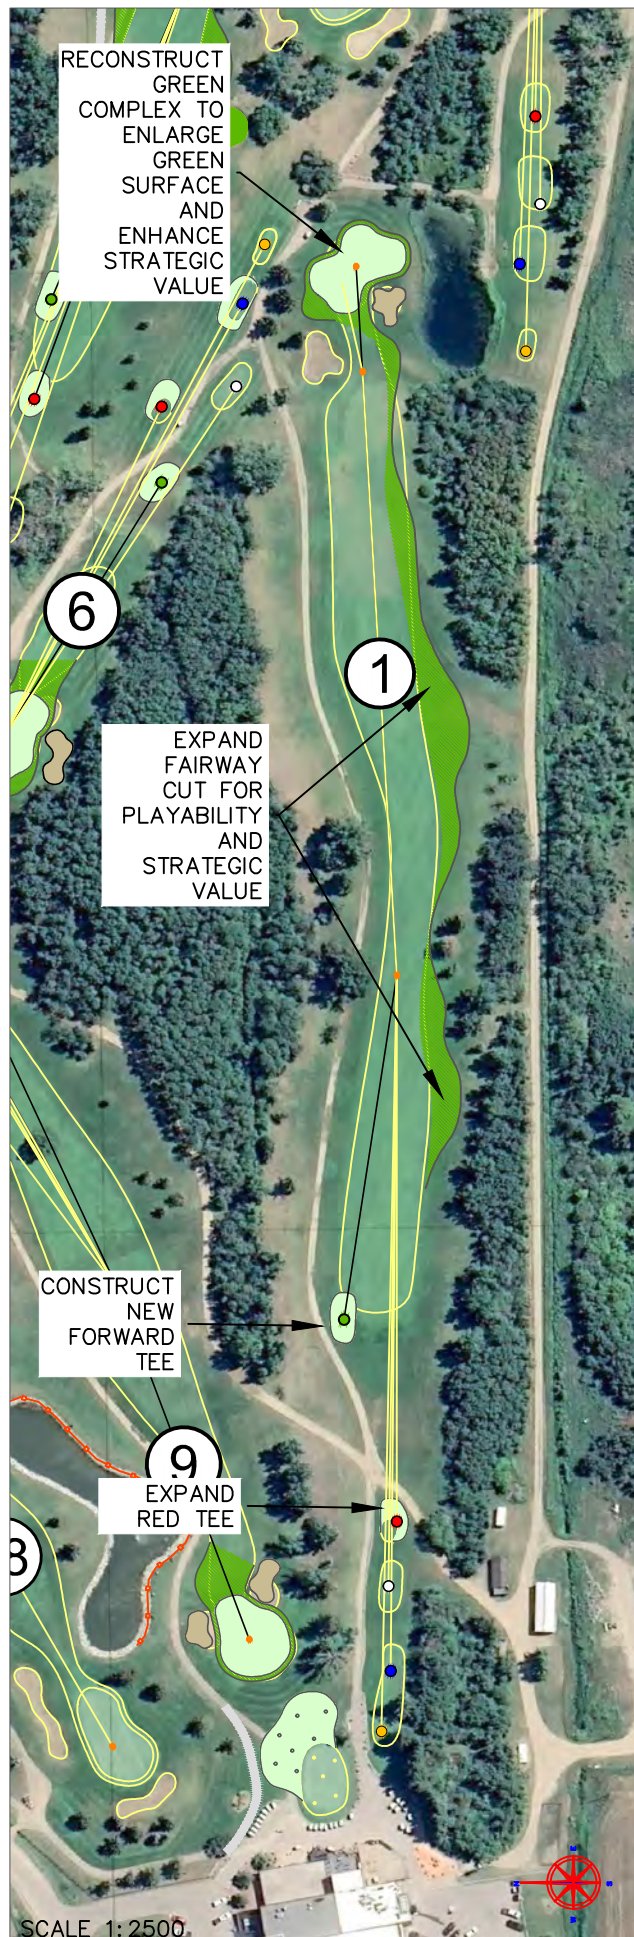 RECONSTRUCT
GREEN
COMPLEX TO
ENLARGE
GREEN
SURFACE
AND
ENHANCE
STRATEGIC
VALUE
6
1
EXPAND
FAIRWAY
CUT FOR
PLAYABILITY
AND
STRATEGIC
VALUE
CONSTRUCT
NEW
FORWARD
TEE
9
EXPAND
RED TEE
8
E
N
S
W
SCALE 1:2500